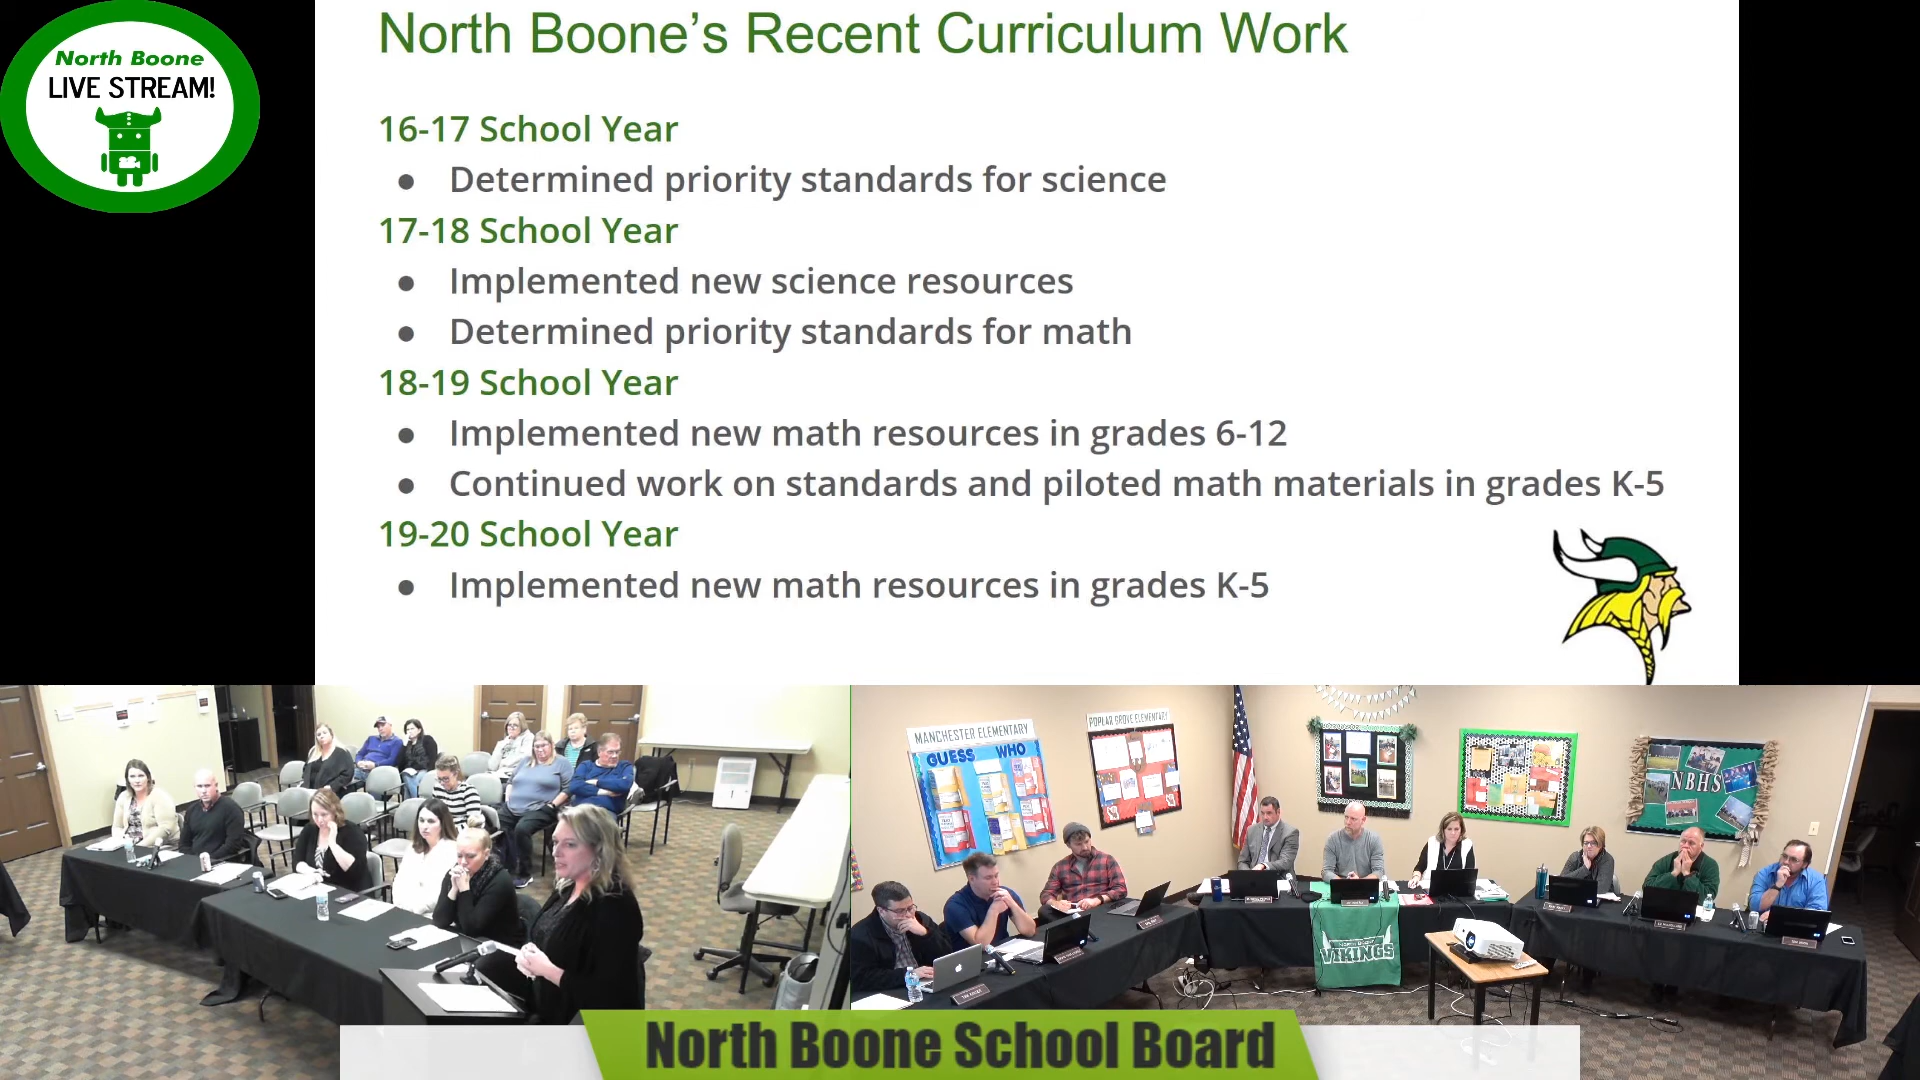 North Boone
LIVE STREAM!
North Boone's Recent Curriculum Work
16-17 School Year
● Determined priority standards for science
17-18 School Year
● Implemented new science resources
● Determined priority standards for math
18-19 School Year
● Implemented new math resources in grades 6-12
● Continued work on standards and piloted math materials in grades K-5
19-20 School Year
● Implemented new math resources in grades K-5
MANCHESTER ELEMENTARY
GUESS WHO
POPLAR GROVE ELEMENTARY
NBHS
NORTH BOONE
VIKINGS
North Boone School Board